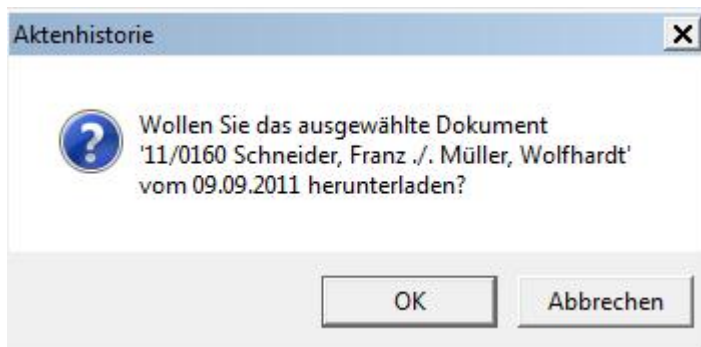 Aktenhistorie
Wollen Sie das ausgewählte Dokument
'11/0160 Schneider, Franz ./. Müller, Wolfhardt'
vom 09.09.2011 herunterladen?
OK
Abbrechen